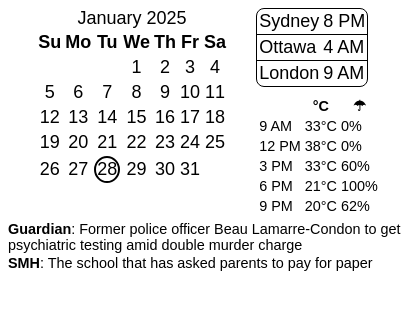 January 2025
Su Mo Tu We Th Fr Sa
1 2 3 4
5 6 7 8 9 10 11
12 13 14 15 16 17 18
19 20 21 22 23 24 25
26 27 28 29 30 31
Sydney 8 PM
Ottawa 4 AM
London 9 AM
°C ☂
9 AM 33°C 0%
12 PM 38°C 0%
3 PM 33°C 60%
6 PM 21°C 100%
9 PM 20°C 62%
Guardian: Former police officer Beau Lamarre-Condon to get
psychiatric testing amid double murder charge
SMH: The school that has asked parents to pay for paper